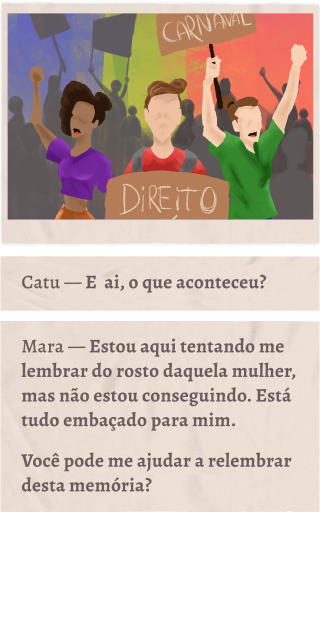 CARNAVAL
DIREITO
Catu — E ai, o que aconteceu?
Mara — Estou aqui tentando me
lembrar do rosto daquela mulher,
mas não estou conseguindo. Está
tudo embaçado para mim.
Você pode me ajudar a relembrar
desta memória?